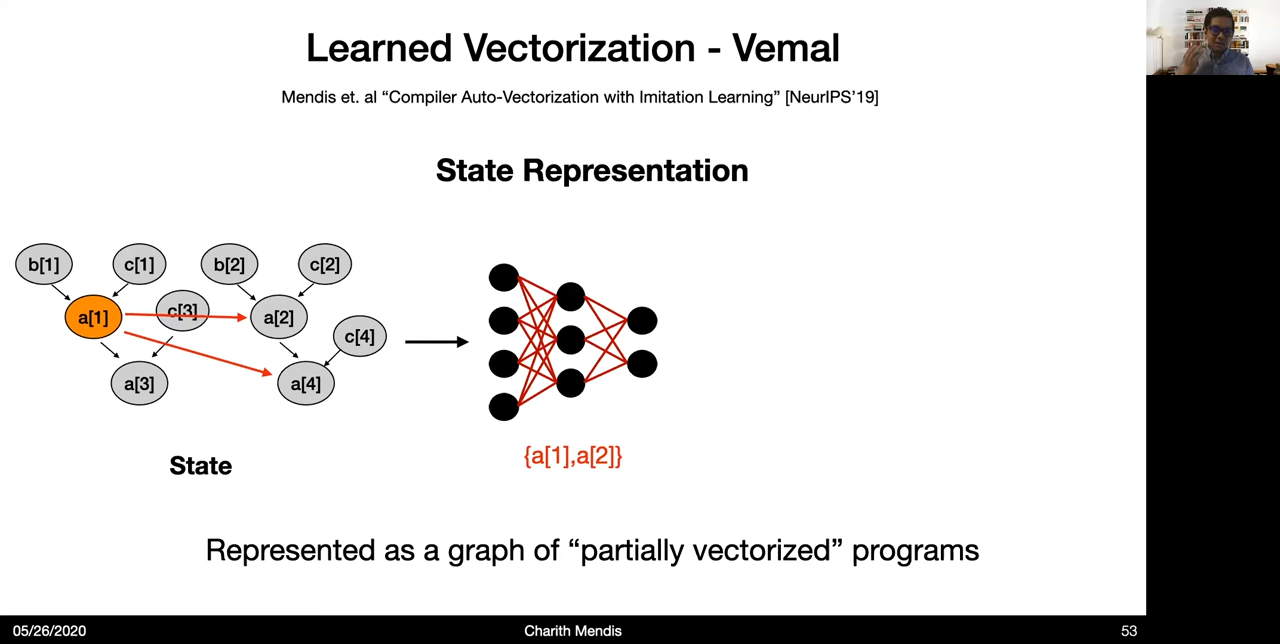 Learned Vectorization - Vemal
Mendis et. al “Compiler Auto-Vectorization with Imitation Learning” [NeurIPS’19]
State Representation
b[1] c[1] b[2] c[2]
a[1] c[3] a[2]
c[4]
a[3] a[4]
{a[1],a[2]}
State
Represented as a graph of “partially vectorized” programs
05/26/2020 Charith Mendis 53